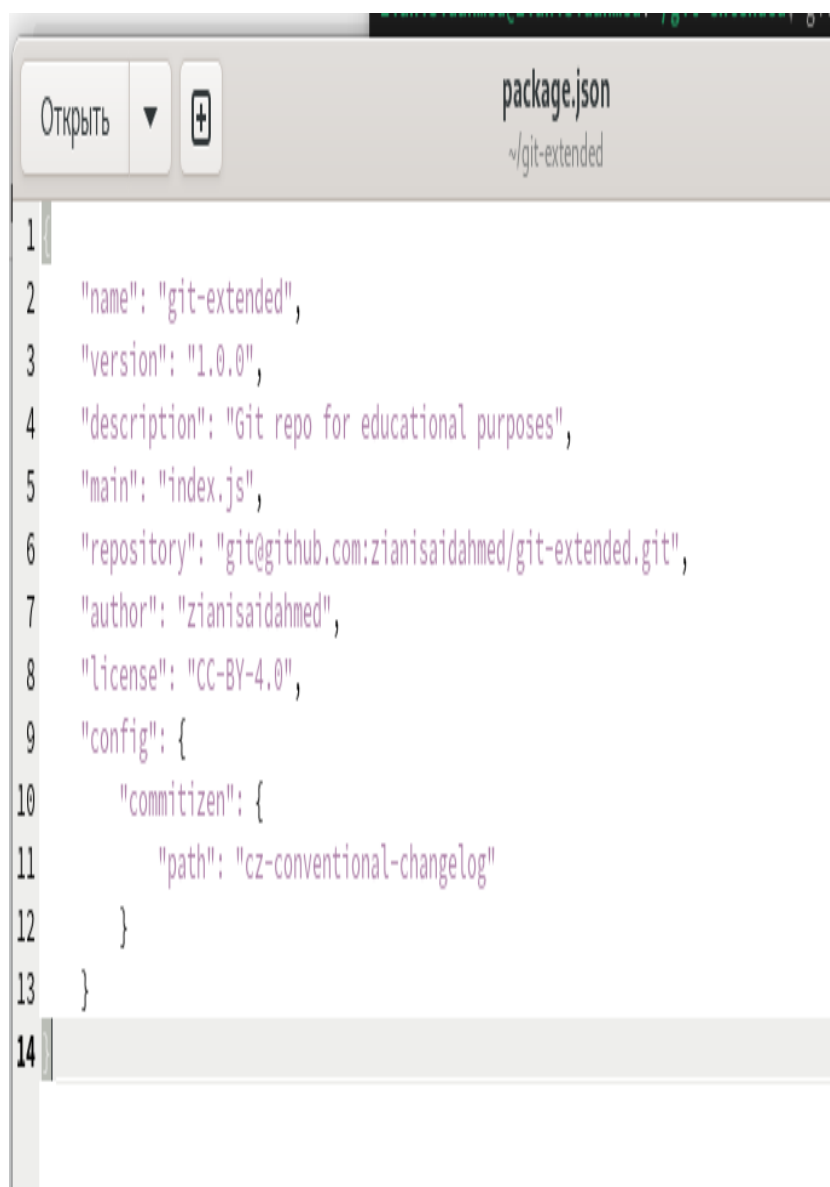 Открыть
package.json
~/git-extended
1 {
2 "name": "git-extended",
3 "version": "1.0.0",
4 "description": "Git repo for educational purposes",
5 "main": "index.js",
6 "repository": "git@github.com:zianisaidahmed/git-extended.git",
7 "author": "zianisaidahmed",
8 "license": "CC-BY-4.0",
9 "config": {
10 "commitizen": {
11 "path": "cz-conventional-changelog"
12 }
13 }
14 }